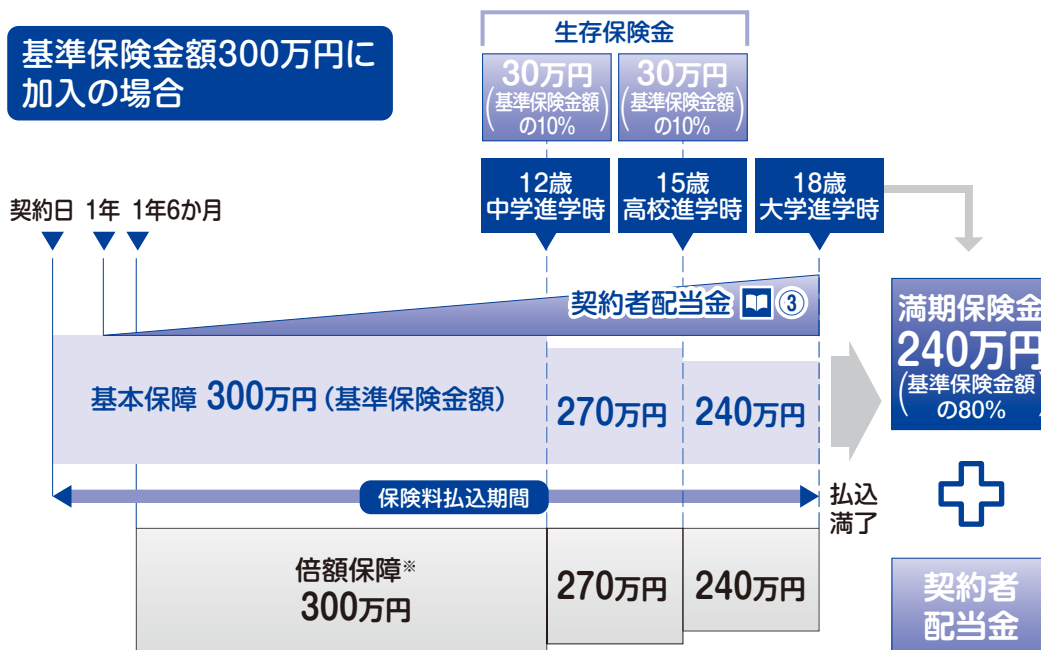 基準保険金額300万円に
加入の場合
生存保険金
30万円
(基準保険金額
の10%)
30万円
(基準保険金額
の10%)
12歳
中学進学時
15歳
高校進学時
18歳
大学進学時
契約日 1年 1年6か月
契約者配当金 ③
満期保険金
240万円
(基準保険金額
の80%)
基本保障 300万円(基準保険金額)
270万円
240万円
保険料払込期間
払込
満了
倍額保障※
300万円
270万円
240万円
契約者
配当金